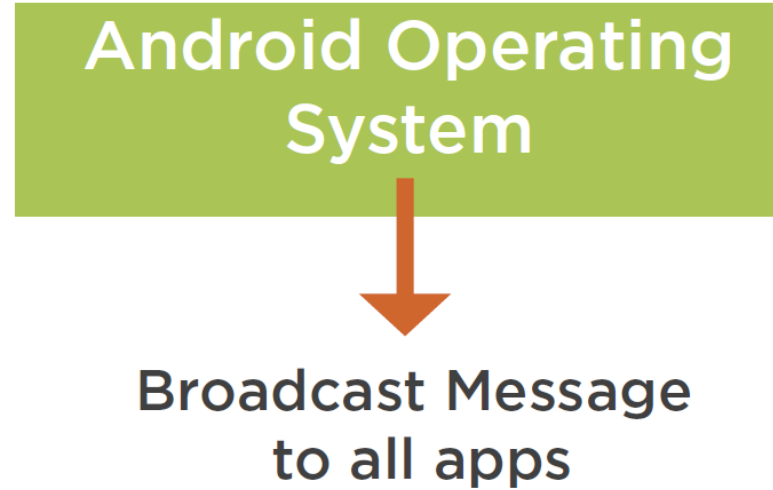 Android Operating
System
Broadcast Message
to all apps